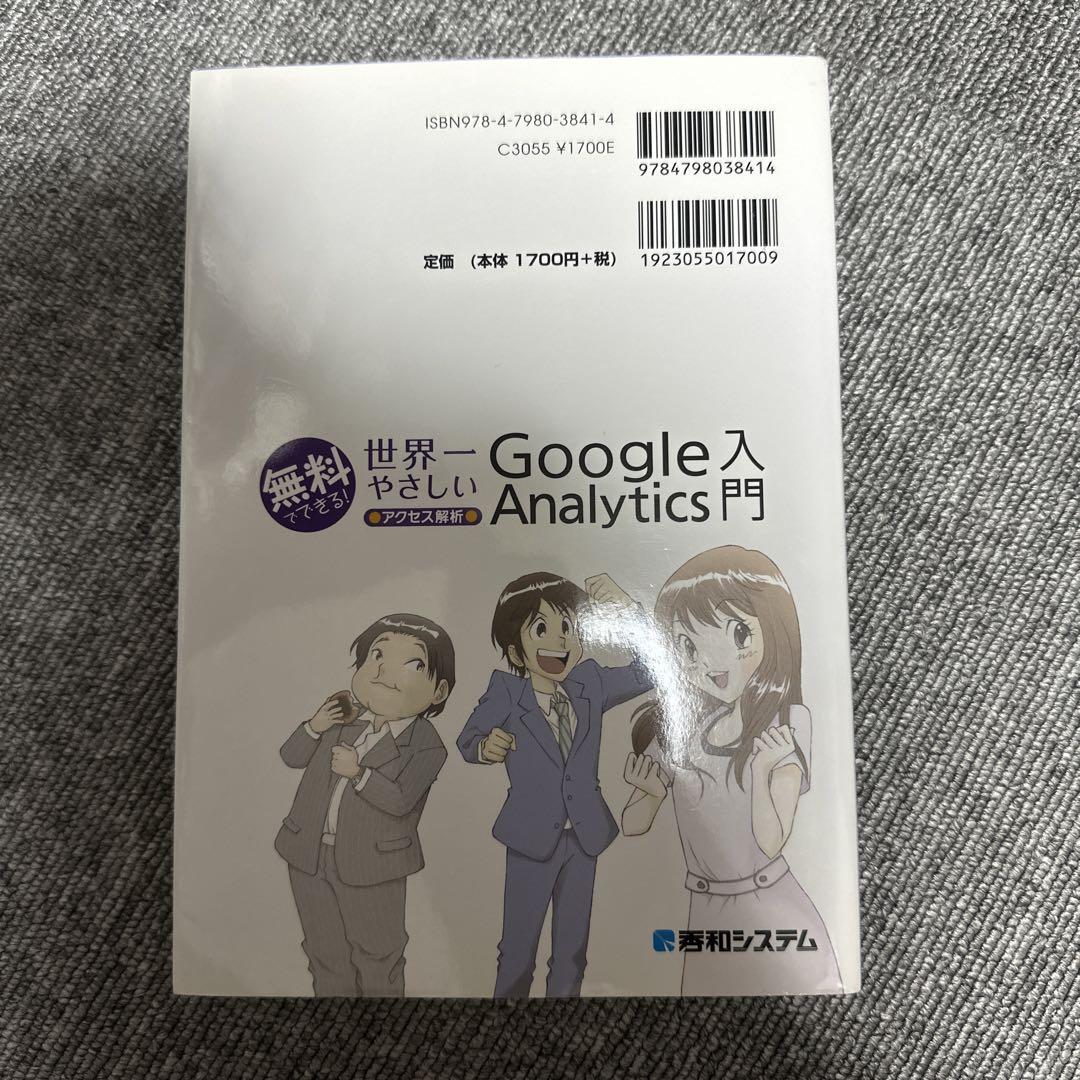 ISBN978-4-7980-3841-4
C3055 ¥1700E
9784798038414
定価 (本体 1700円+税)
1923055017009
無料
でできる!
世界一
やさしい
アクセス解析
Google
Analytics
入門
秀和システム